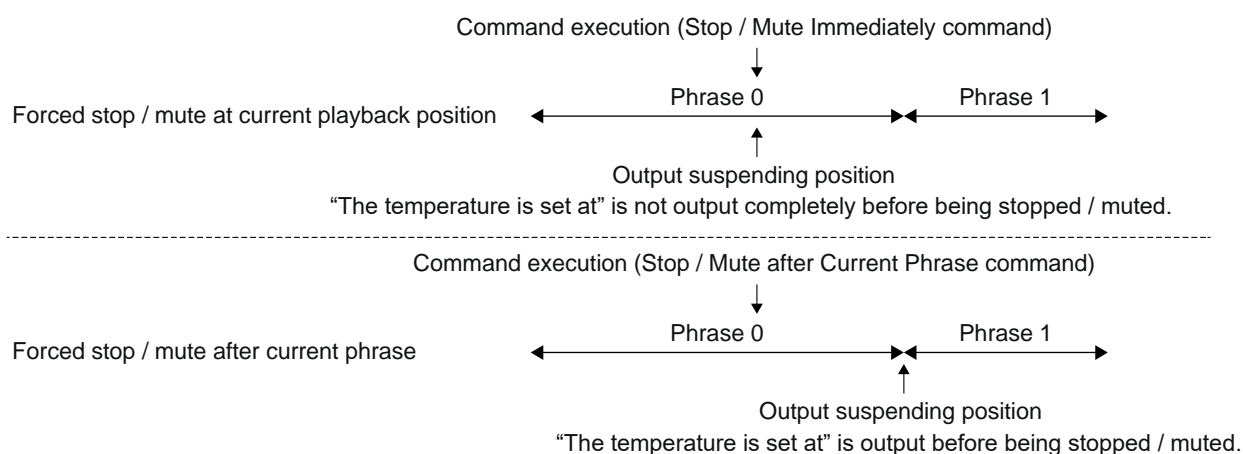 Command execution (Stop / Mute Immediately command)
Phrase 0 Phrase 1
Forced stop / mute at current playback position
Output suspending position
“The temperature is set at” is not output completely before being stopped / muted.
Command execution (Stop / Mute after Current Phrase command)
Phrase 0 Phrase 1
Forced stop / mute after current phrase
Output suspending position
“The temperature is set at” is output before being stopped / muted.